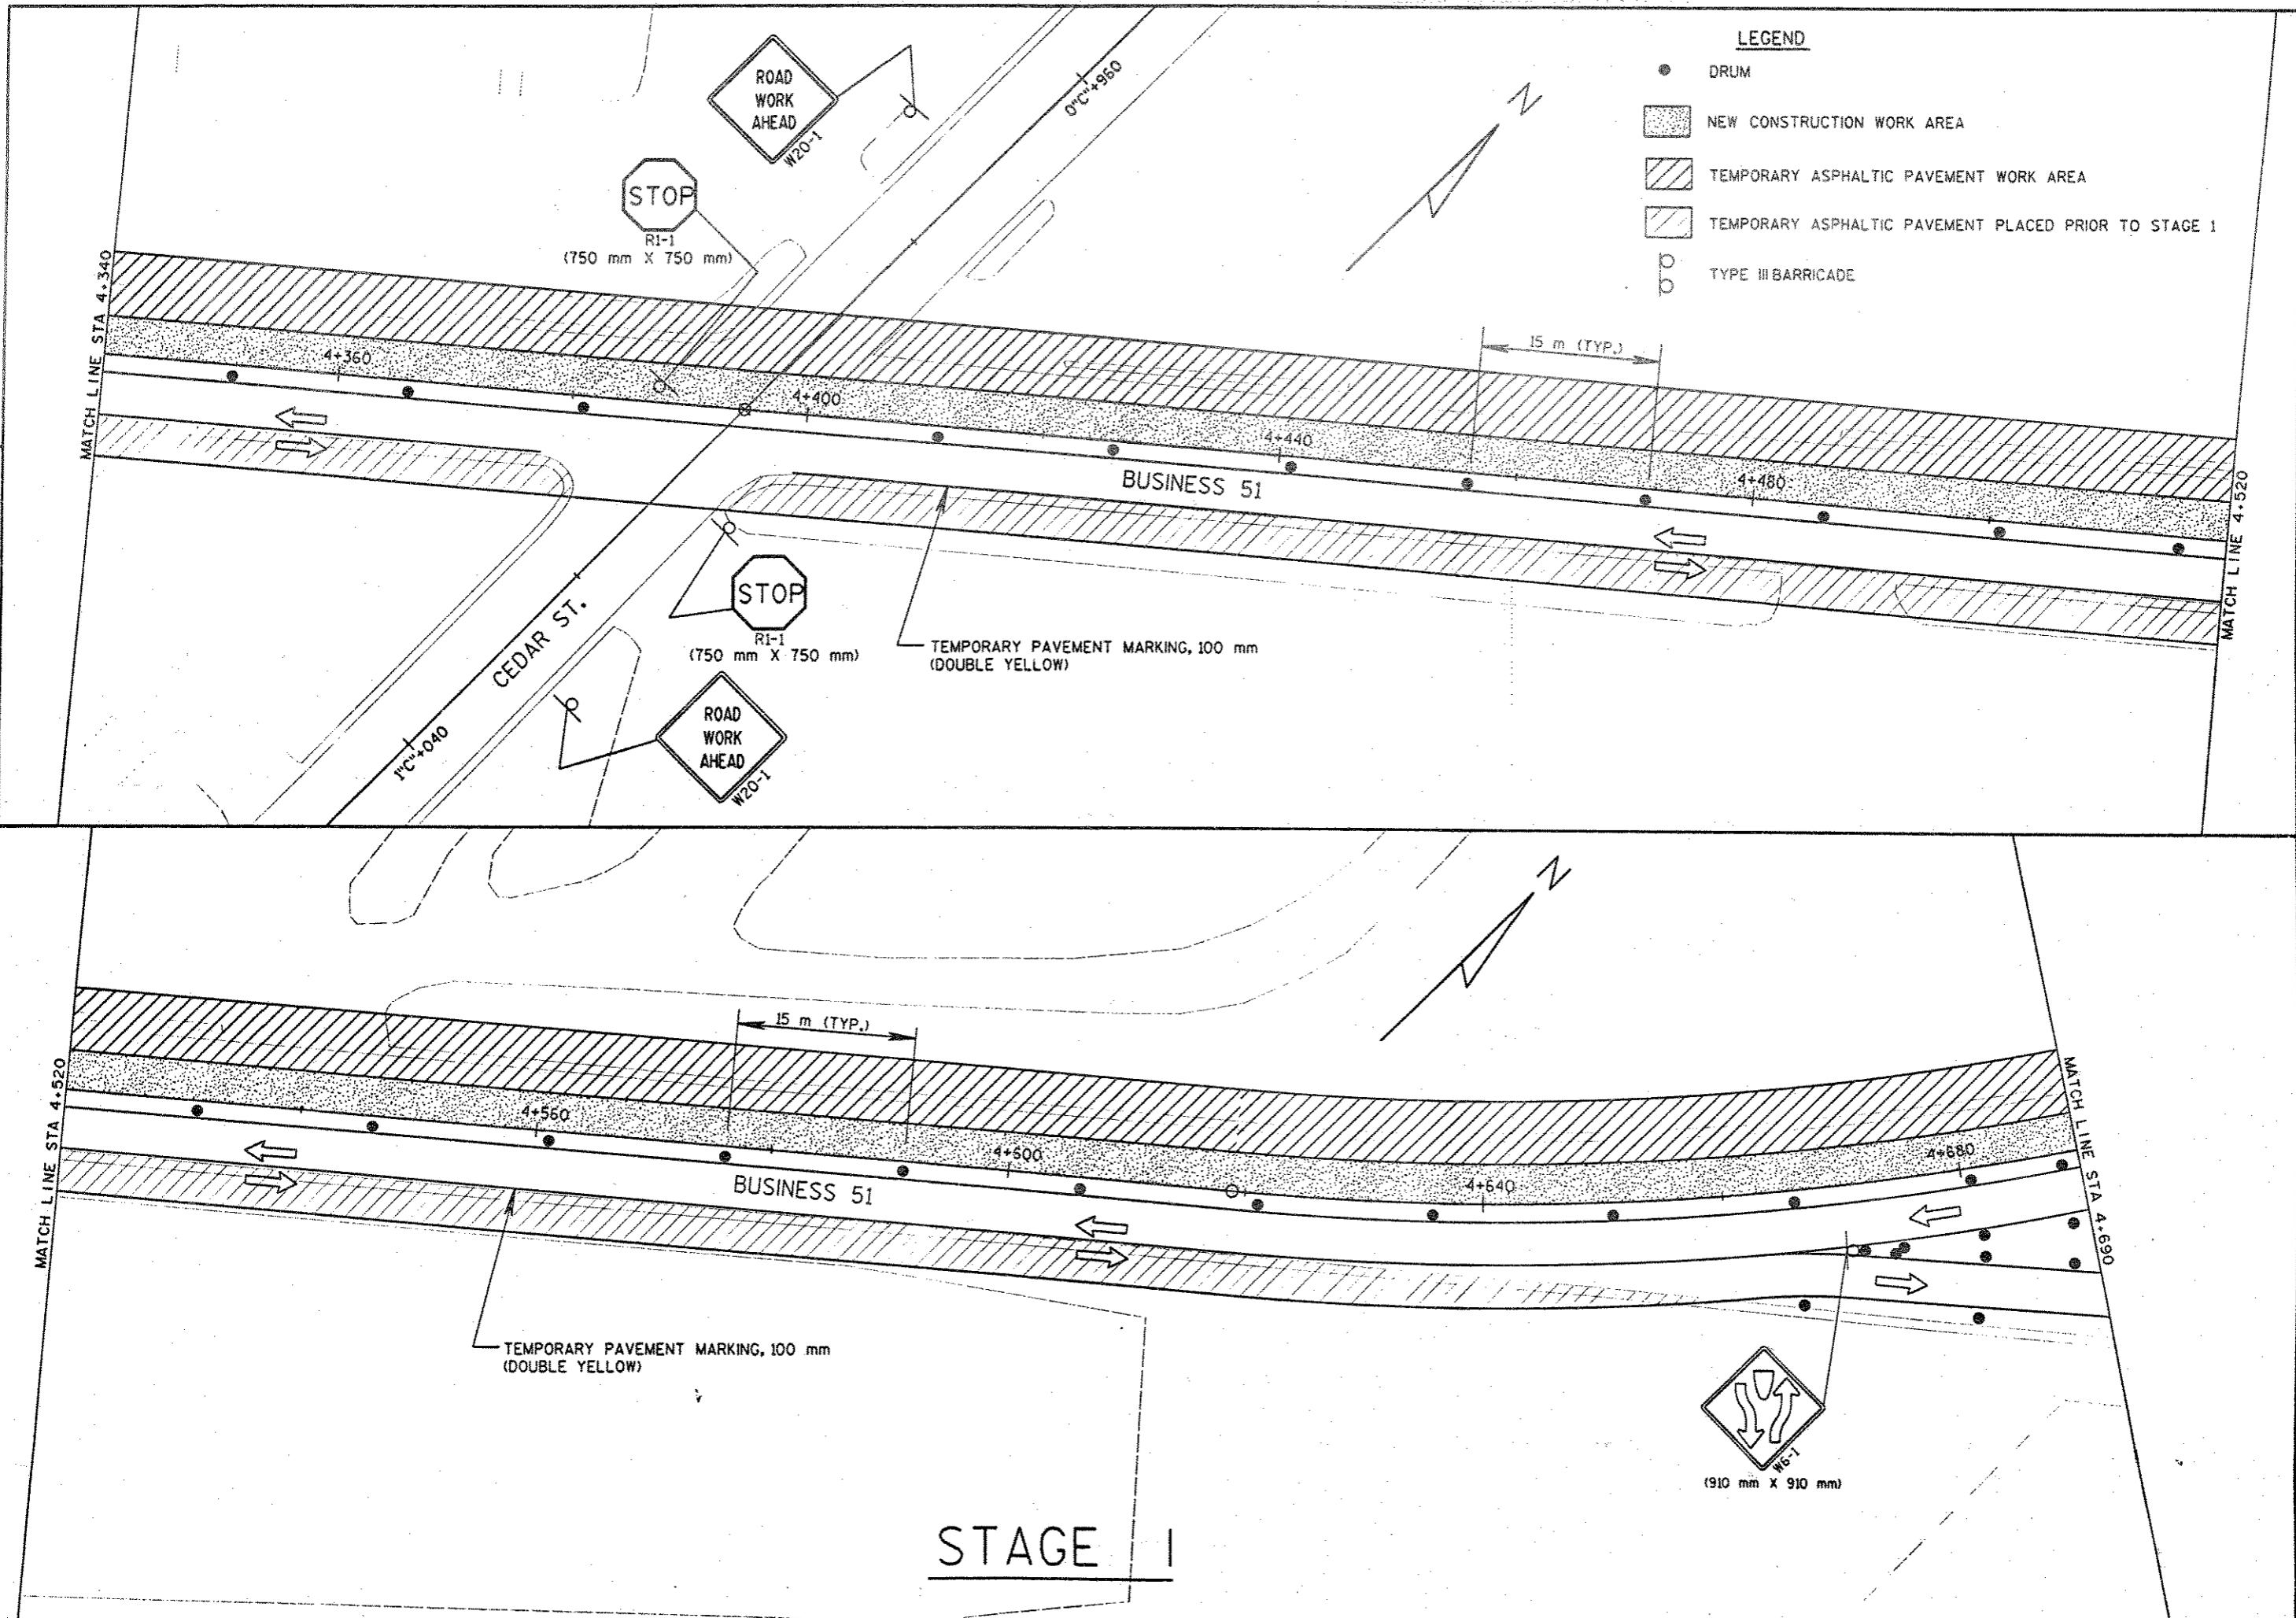 LEGEND
DRUM
NEW CONSTRUCTION WORK AREA
TEMPORARY ASPHALTIC PAVEMENT WORK AREA
TEMPORARY ASPHALTIC PAVEMENT PLACED PRIOR TO STAGE 1
TYPE III BARRICADE
N
ROAD
WORK
AHEAD
W20-1
0"C"+960
STOP
R1-1
(750 mm X 750 mm)
MATCH LINE STA 4+340
4+360
4+400
4+440
15 m (TYP.)
4+480
BUSINESS 51
MATCH LINE 4+520
STOP
R1-1
(750 mm X 750 mm)
TEMPORARY PAVEMENT MARKING, 100 mm
(DOUBLE YELLOW)
CEDAR ST.
1"C"+040
ROAD
WORK
AHEAD
W20-1
N
MATCH LINE STA 4+520
15 m (TYP.)
4+560
4+600
4+640
4+680
BUSINESS 51
MATCH LINE STA 4+690
TEMPORARY PAVEMENT MARKING, 100 mm
(DOUBLE YELLOW)
W6-1
(910 mm X 910 mm)
STAGE 1